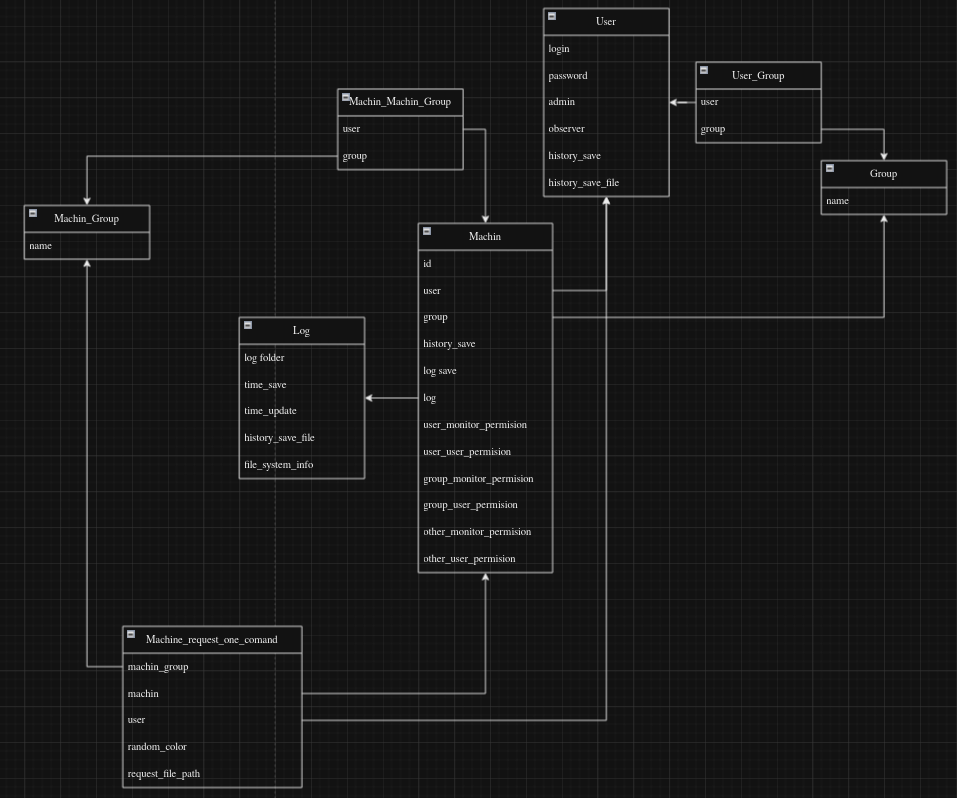 User
login
password
admin
observer
history_save
history_save_file
User_Group
user
group
Group
name
Machin_Machin_Group
user
group
Machin_Group
name
Machin
id
user
group
history_save
log save
log
user_monitor_permision
user_user_permision
group_monitor_permision
group_user_permision
other_monitor_permision
other_user_permision
Log
log folder
time_save
time_update
history_save_file
file_system_info
Machine_request_one_comand
machin_group
machin
user
random_color
request_file_path